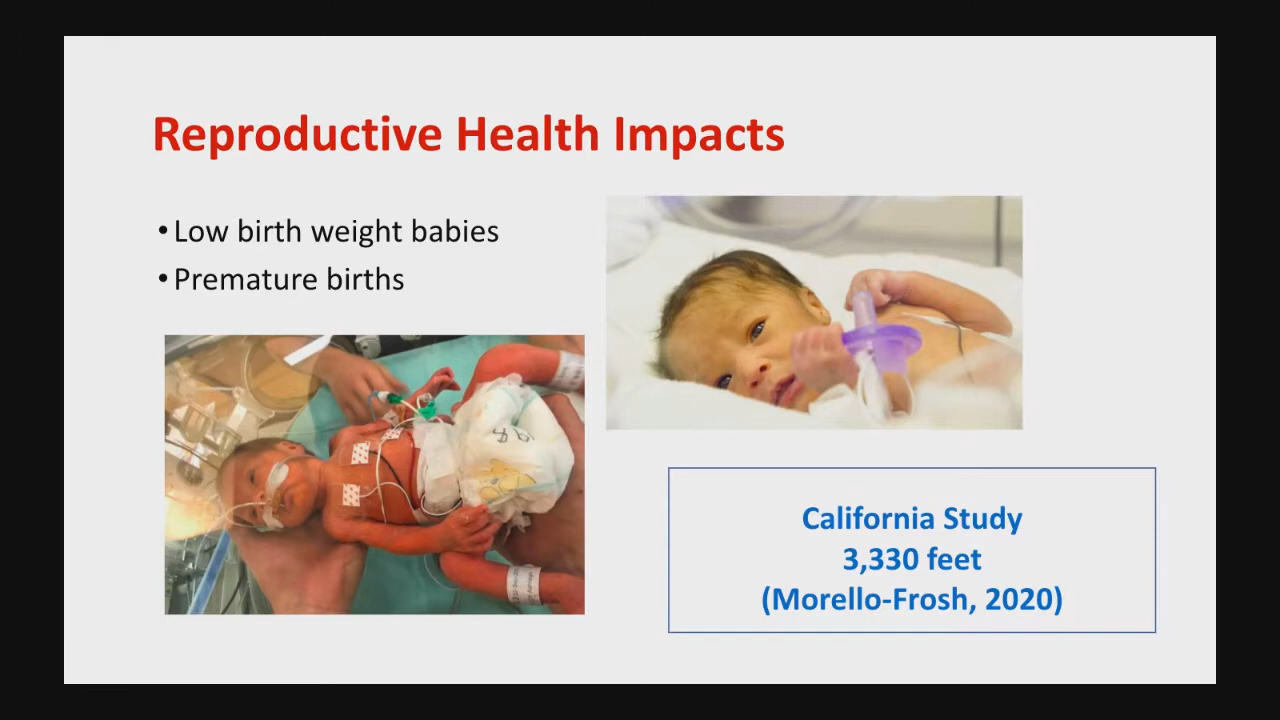 Reproductive Health Impacts
• Low birth weight babies
• Premature births
California Study
3,330 feet
(Morello-Frosh, 2020)